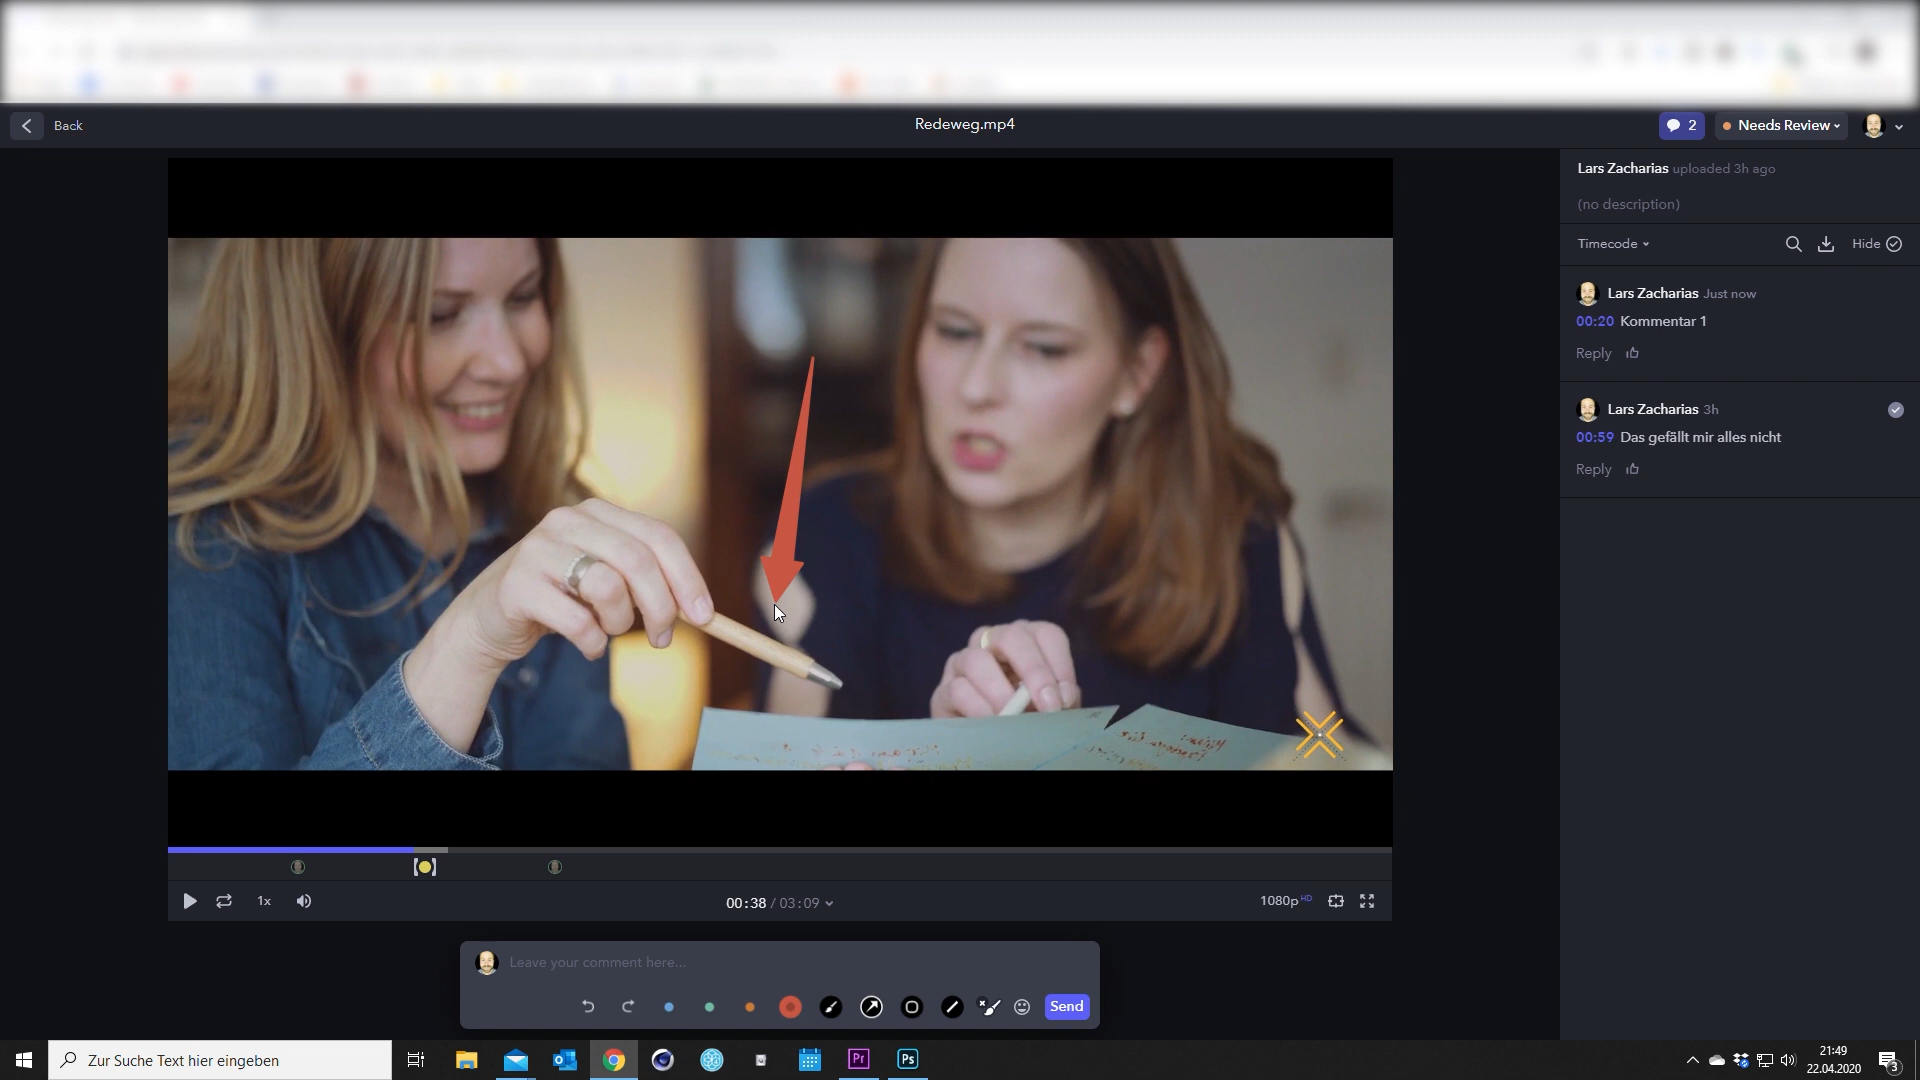 Back
Redeweg.mp4
2
Needs Review
Lars Zacharias uploaded 3h ago
(no description)
Timecode
Hide
Lars Zacharias Just now
00:20 Kommentar 1
Reply
Lars Zacharias 3h
00:59 Das gefällt mir alles nicht
Reply
1x
00:38 / 03:09
1080p HD
Leave your comment here...
Send
Zur Suche Text hier eingeben
Pr
Ps
21:49
22.04.2020
3